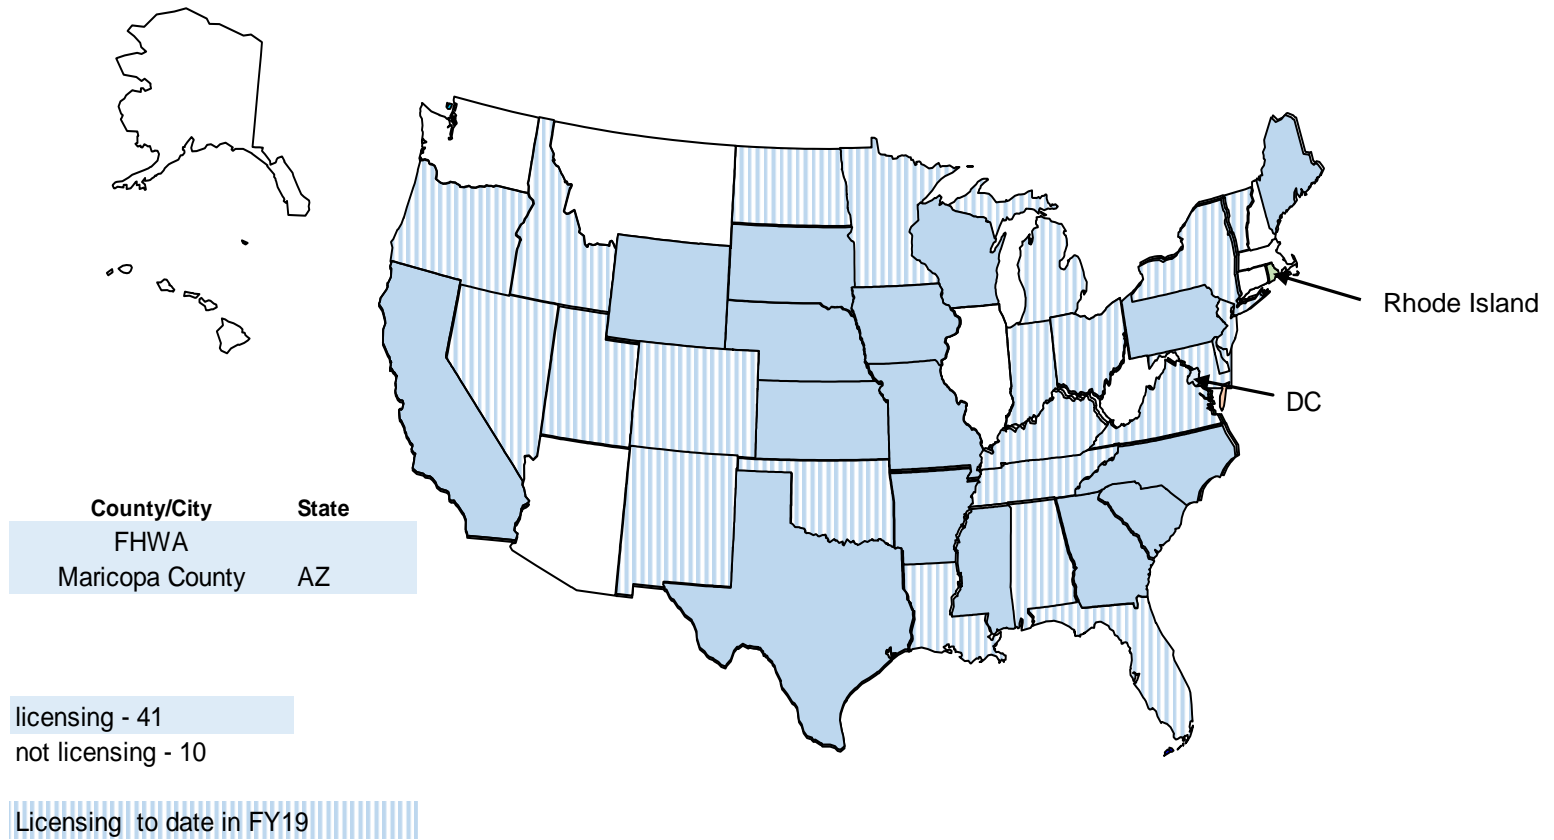 Rhode Island
DC
County/City State
FHWA
Maricopa County AZ
licensing - 41
not licensing - 10
Licensing to date in FY19